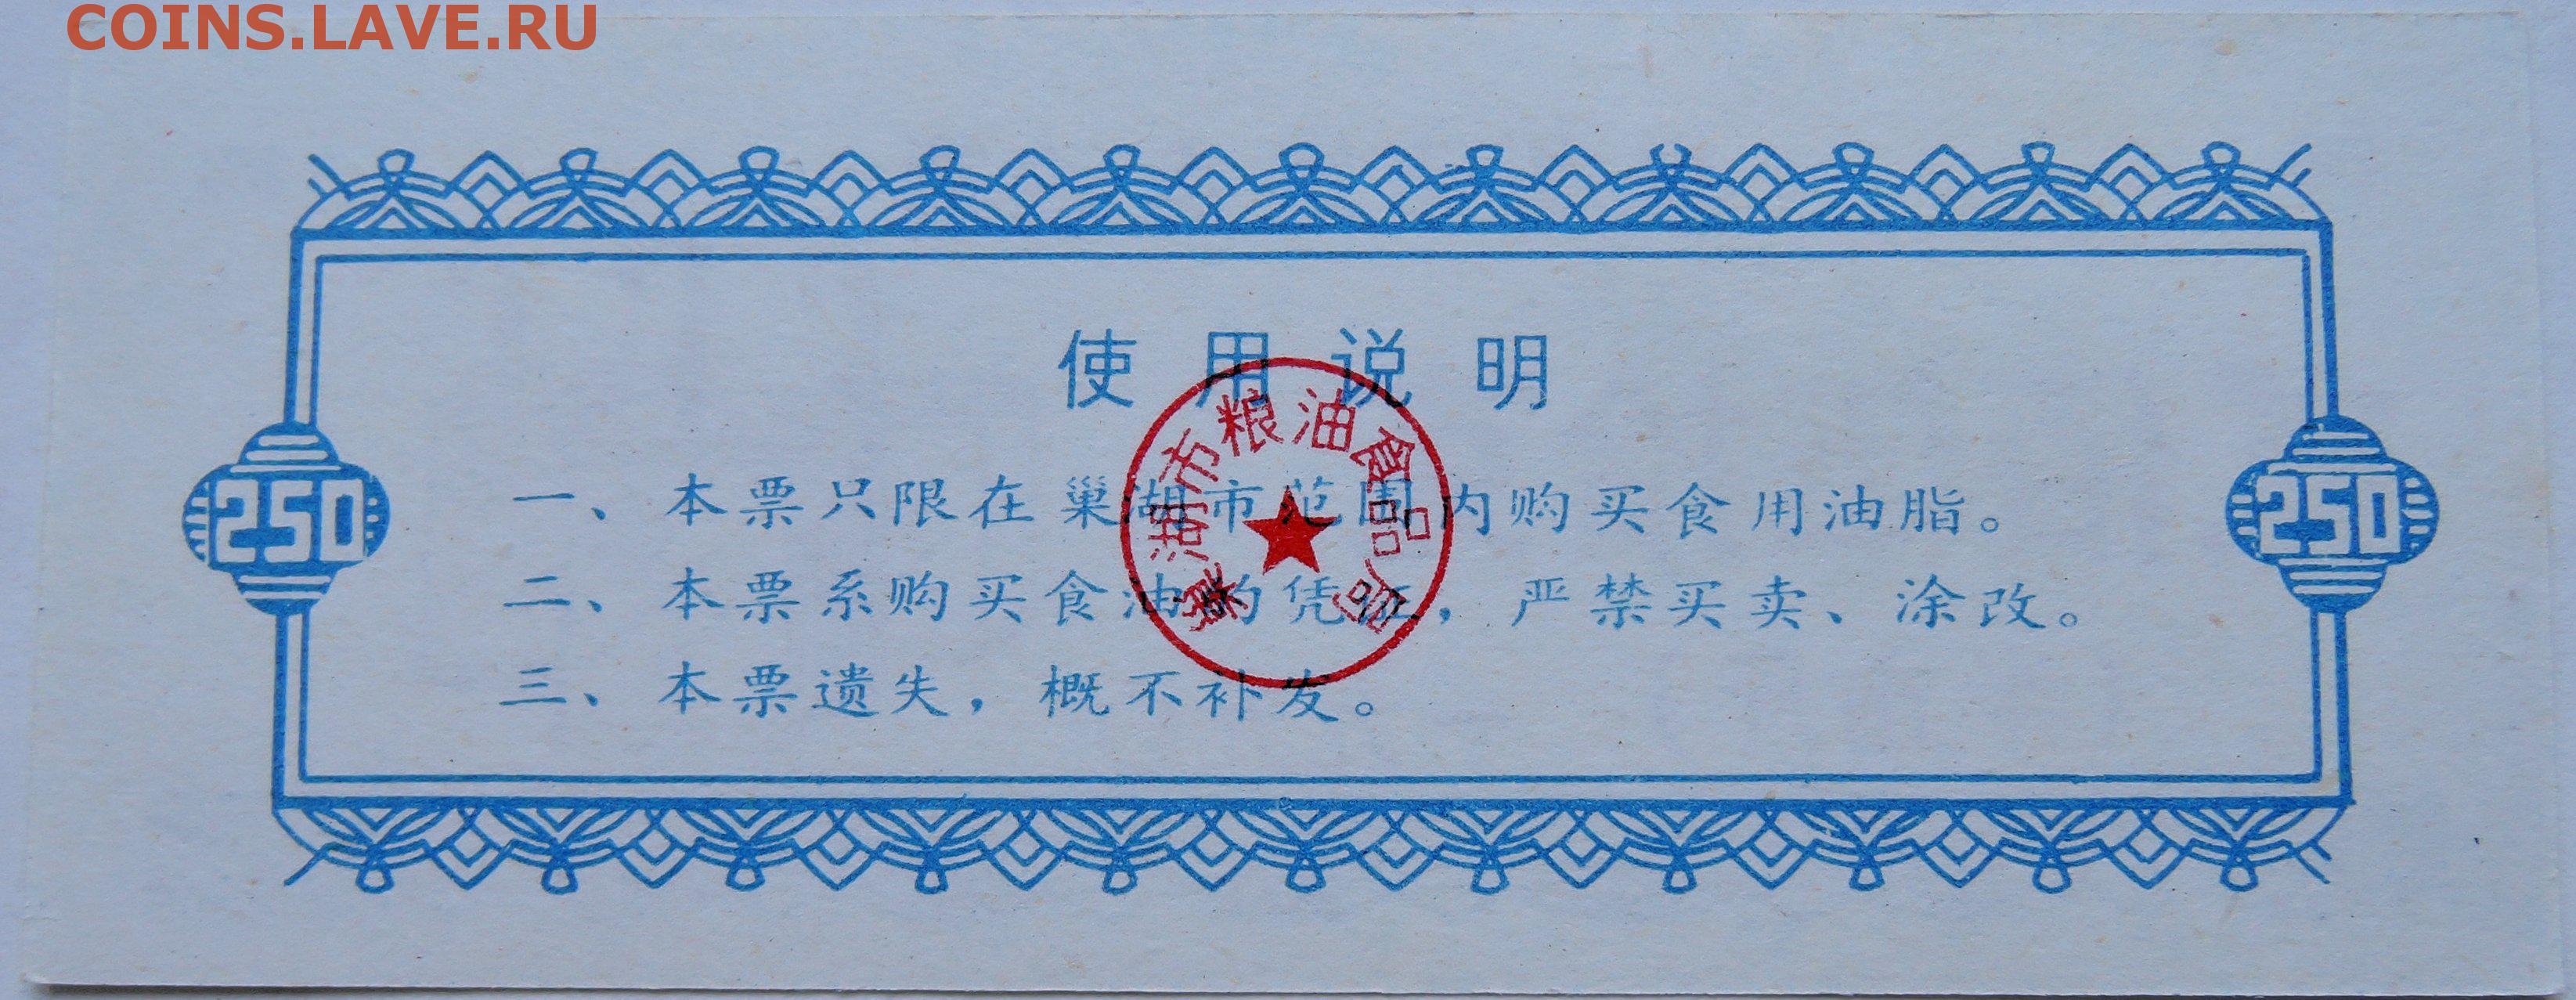 COINS.LAVE.RU
使用说明
250
一、本票只限在巢湖市范围内购买食用油脂。
二、本票系购买食油的凭证，严禁买卖、涂改。
三、本票遗失，概不补发。
250
巢湖市粮油食品局